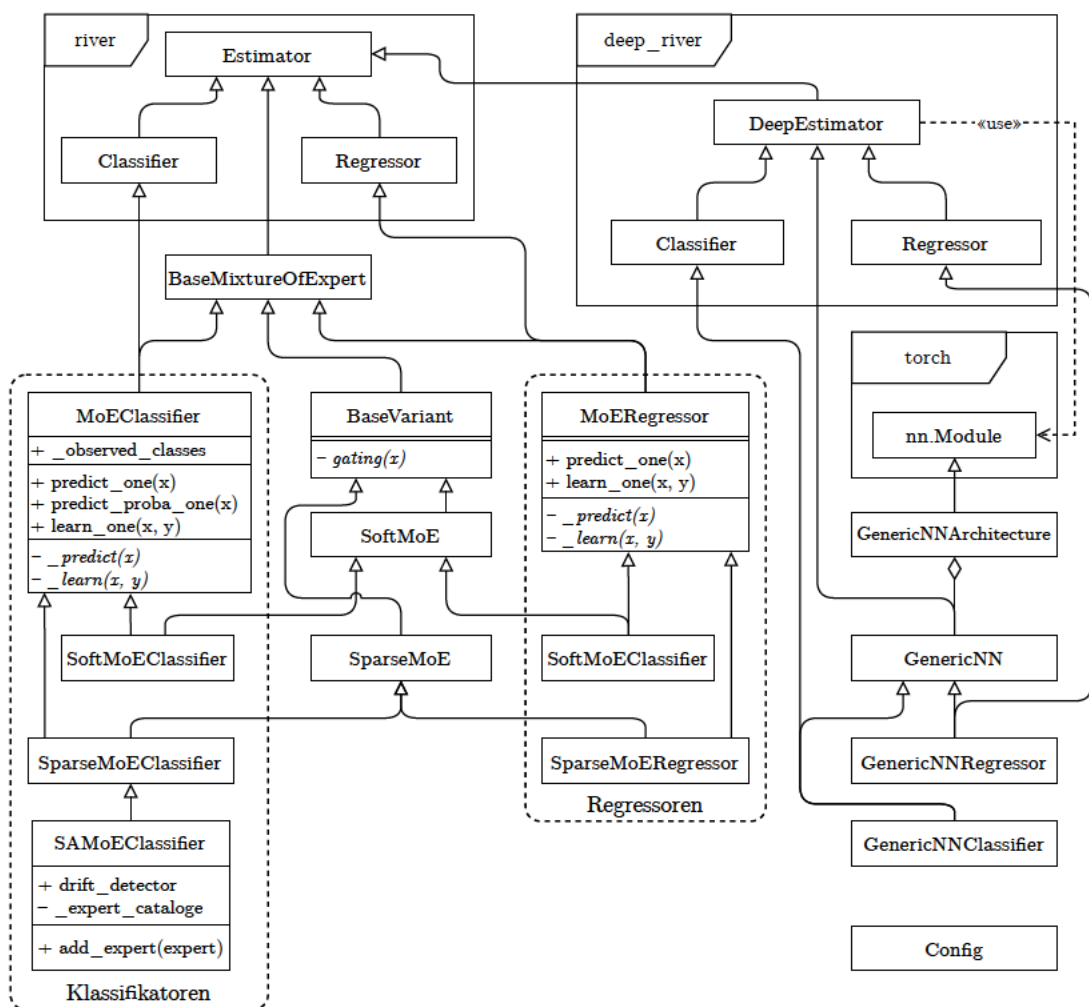 river
deep_river
Estimator
DeepEstimator
«use»
Classifier
Regressor
Classifier
Regressor
BaseMixtureOfExpert
torch
MoEClassifier
+ _observed_classes
+ predict_one(x)
+ predict_proba_one(x)
+ learn_one(x, y)
− _predict(x)
− _learn(x, y)
BaseVariant
− gating(x)
MoERegressor
+ predict_one(x)
+ learn_one(x, y)
− _predict(x)
− _learn(x, y)
nn.Module
SoftMoE
GenericNNArchitecture
SoftMoEClassifier
SparseMoE
SoftMoEClassifier
GenericNN
SparseMoEClassifier
SparseMoERegressor
GenericNNRegressor
Regressoren
SAMoEClassifier
+ drift_detector
− _expert_cataloge
+ add_expert(expert)
GenericNNClassifier
Config
Klassifikatoren